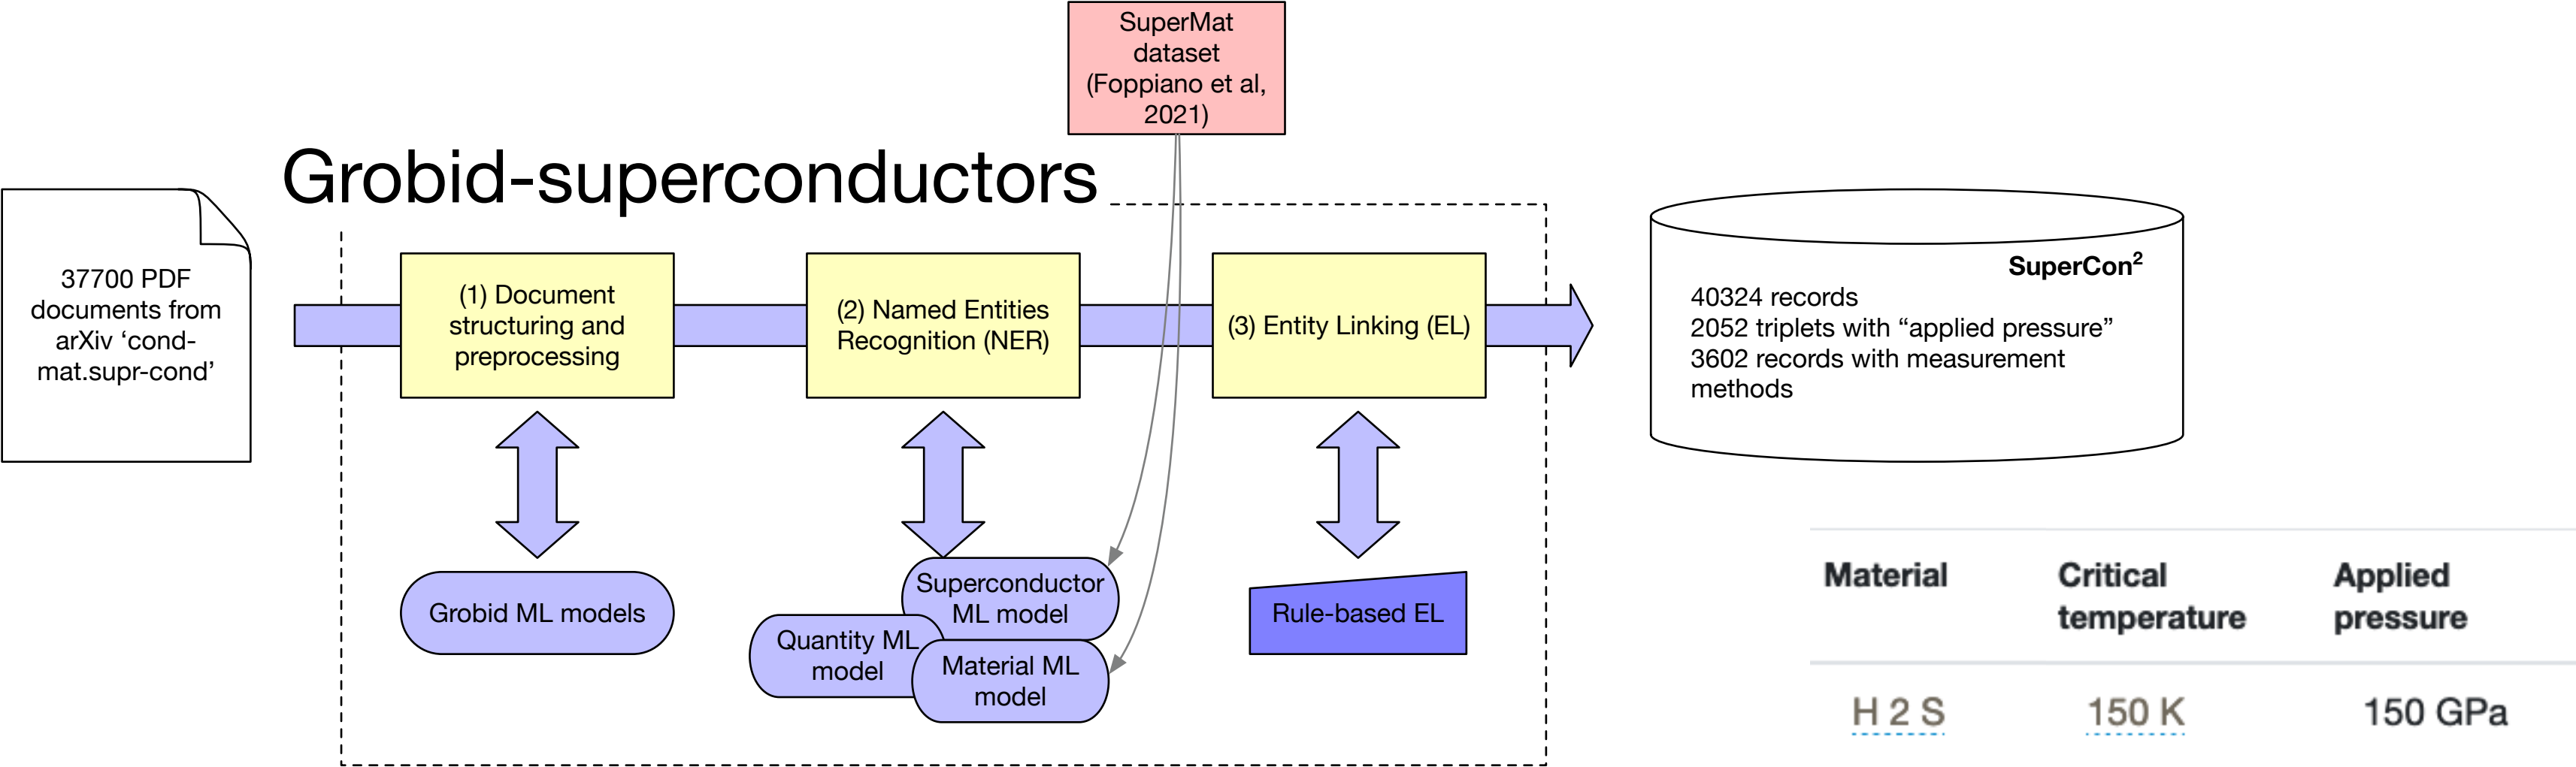 SuperMat
dataset
(Foppiano et al,
2021)
Grobid-superconductors
37700 PDF
documents from
arXiv ‘cond-
mat.supr-cond’
(1) Document
structuring and
preprocessing
(2) Named Entities
Recognition (NER)
(3) Entity Linking (EL)
SuperCon²
40324 records
2052 triplets with “applied pressure”
3602 records with measurement
methods
Grobid ML models
Superconductor
ML model
Quantity ML
model
Material ML
model
Rule-based EL
Material Critical temperature Applied pressure
H 2 S 150 K 150 GPa